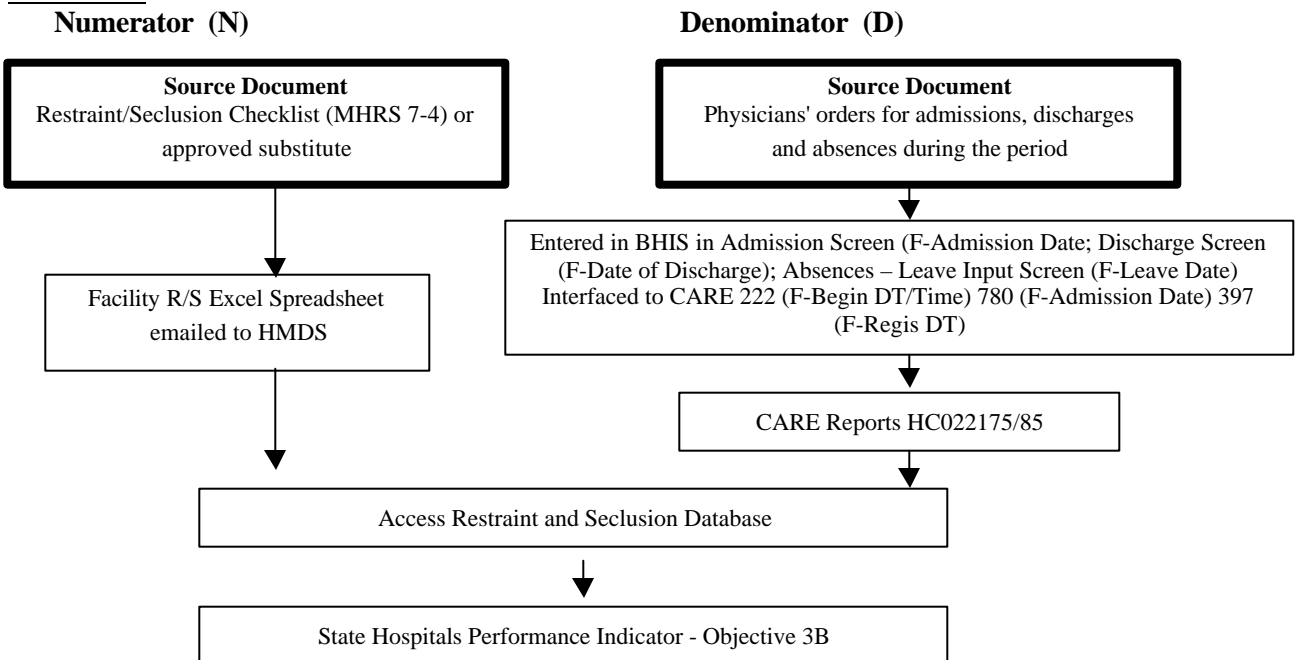 Numerator (N)
Denominator (D)
Source Document
Restraint/Seclusion Checklist (MHRS 7-4) or
approved substitute
Source Document
Physicians' orders for admissions, discharges
and absences during the period
Entered in BHIS in Admission Screen (F-Admission Date; Discharge Screen
(F-Date of Discharge); Absences – Leave Input Screen (F-Leave Date)
Interfaced to CARE 222 (F-Begin DT/Time) 780 (F-Admission Date) 397
(F-Regis DT)
Facility R/S Excel Spreadsheet
emailed to HMDS
CARE Reports HC022175/85
Access Restraint and Seclusion Database
State Hospitals Performance Indicator - Objective 3B